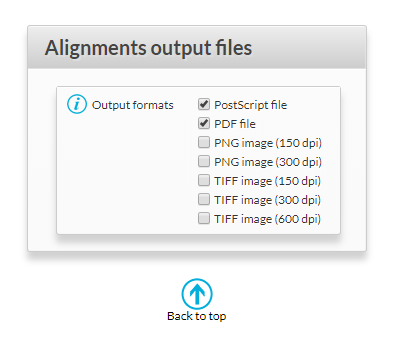 Alignments output files
Output formats
PostScript file
PDF file
PNG image (150 dpi)
PNG image (300 dpi)
TIFF image (150 dpi)
TIFF image (300 dpi)
TIFF image (600 dpi)
Back to top